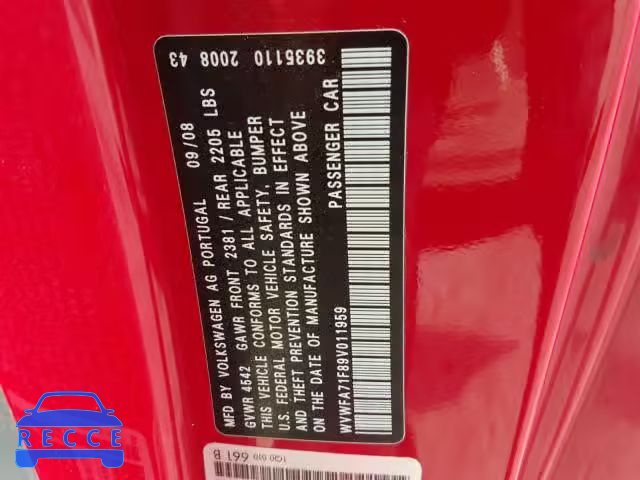 3935110 2008 43
MFD BY VOLKSWAGEN AG PORTUGAL 09/08
GVWR 4542 GAWR FRONT 2381 / REAR 2205 LBS
THIS VEHICLE CONFORMS TO ALL APPLICABLE
U.S. FEDERAL MOTOR VEHICLE SAFETY, BUMPER
AND THEFT PREVENTION STANDARDS IN EFFECT
ON THE DATE OF MANUFACTURE SHOWN ABOVE
WVWFA71F89V011959 PASSENGER CAR
661 B
RECCE